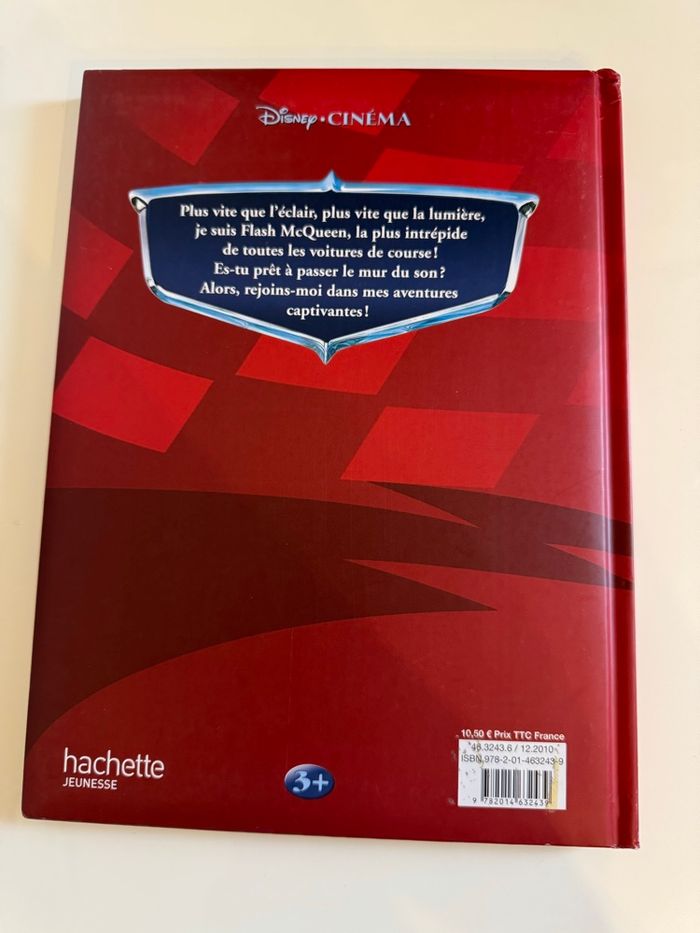 Disney • CINÉMA
Plus vite que l'éclair, plus vite que la lumière,
je suis Flash McQueen, la plus intrépide
de toutes les voitures de course !
Es-tu prêt à passer le mur du son ?
Alors, rejoins-moi dans mes aventures
captivantes !
10,50 € Prix TTC France
46.3243.6 / 12.2010
ISBN 978-2-01-463243-9
9 782014 632439
hachette
JEUNESSE
3+